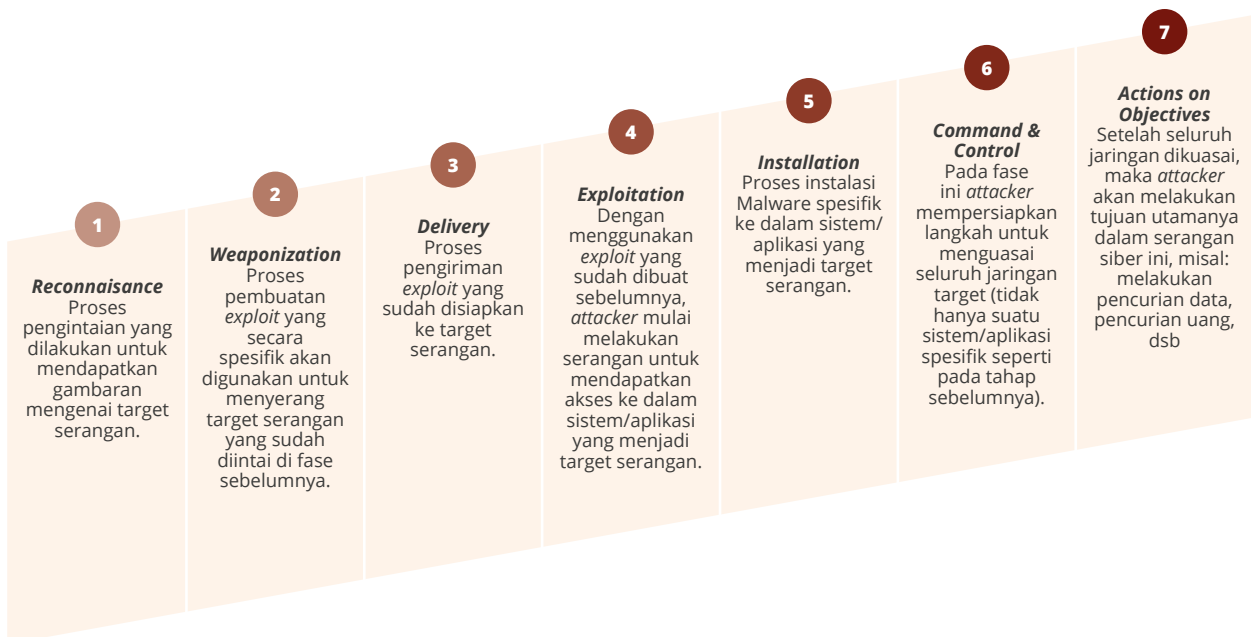 1
Reconnaisance
Proses
pengintaian yang
dilakukan untuk
mendapatkan
gambaran
mengenai target
serangan.
2
Weaponization
Proses
pembuatan
exploit yang
secara
spesifik akan
digunakan untuk
menyerang
target serangan
yang sudah
diintai di fase
sebelumnya.
3
Delivery
Proses
pengiriman
exploit yang
sudah disiapkan
ke target
serangan.
4
Exploitation
Dengan
menggunakan
exploit yang
sudah dibuat
sebelumnya,
attacker mulai
melakukan
serangan untuk
mendapatkan
akses ke dalam
sistem/aplikasi
yang menjadi
target serangan.
5
Installation
Proses instalasi
Malware spesifik
ke dalam sistem/
aplikasi yang
menjadi target
serangan.
6
Command &
Control
Pada fase
ini attacker
mempersiapkan
langkah untuk
menguasai
seluruh jaringan
target (tidak
hanya suatu
sistem/aplikasi
spesifik seperti
pada tahap
sebelumnya).
7
Actions on
Objectives
Setelah seluruh
jaringan dikuasai,
maka attacker
akan melakukan
tujuan utamanya
dalam serangan
siber ini, misal:
melakukan
pencurian data,
pencurian uang,
dsb